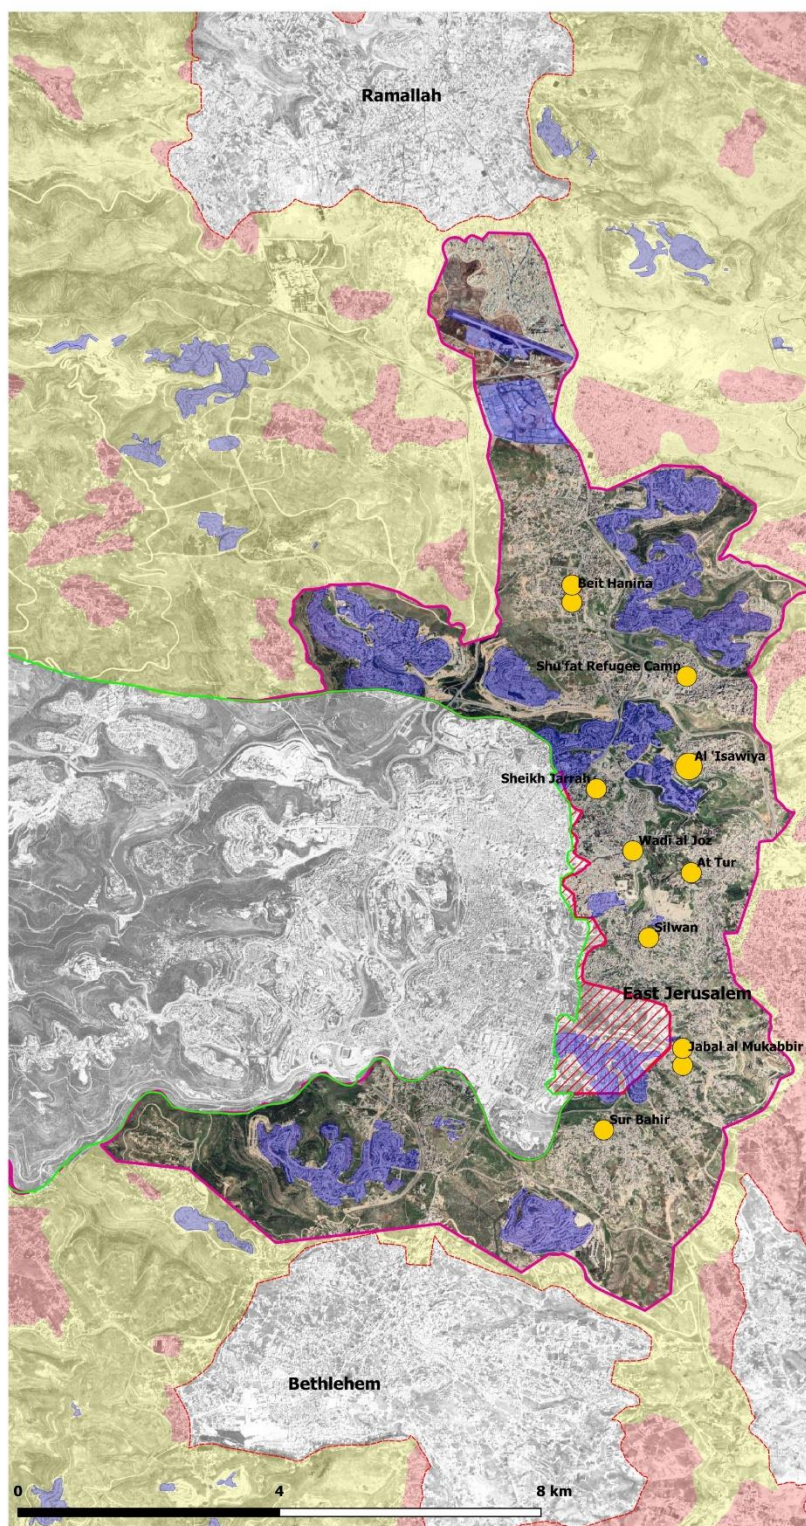 Ramallah
Beit Hanina
Shu'fat Refugee Camp
Al 'Isawiya
Sheikh Jarrah
Wadi al Joz
At Tur
Silwan
East Jerusalem
Jabal al Mukabbir
Sur Bahir
Bethlehem
0 4 8 km